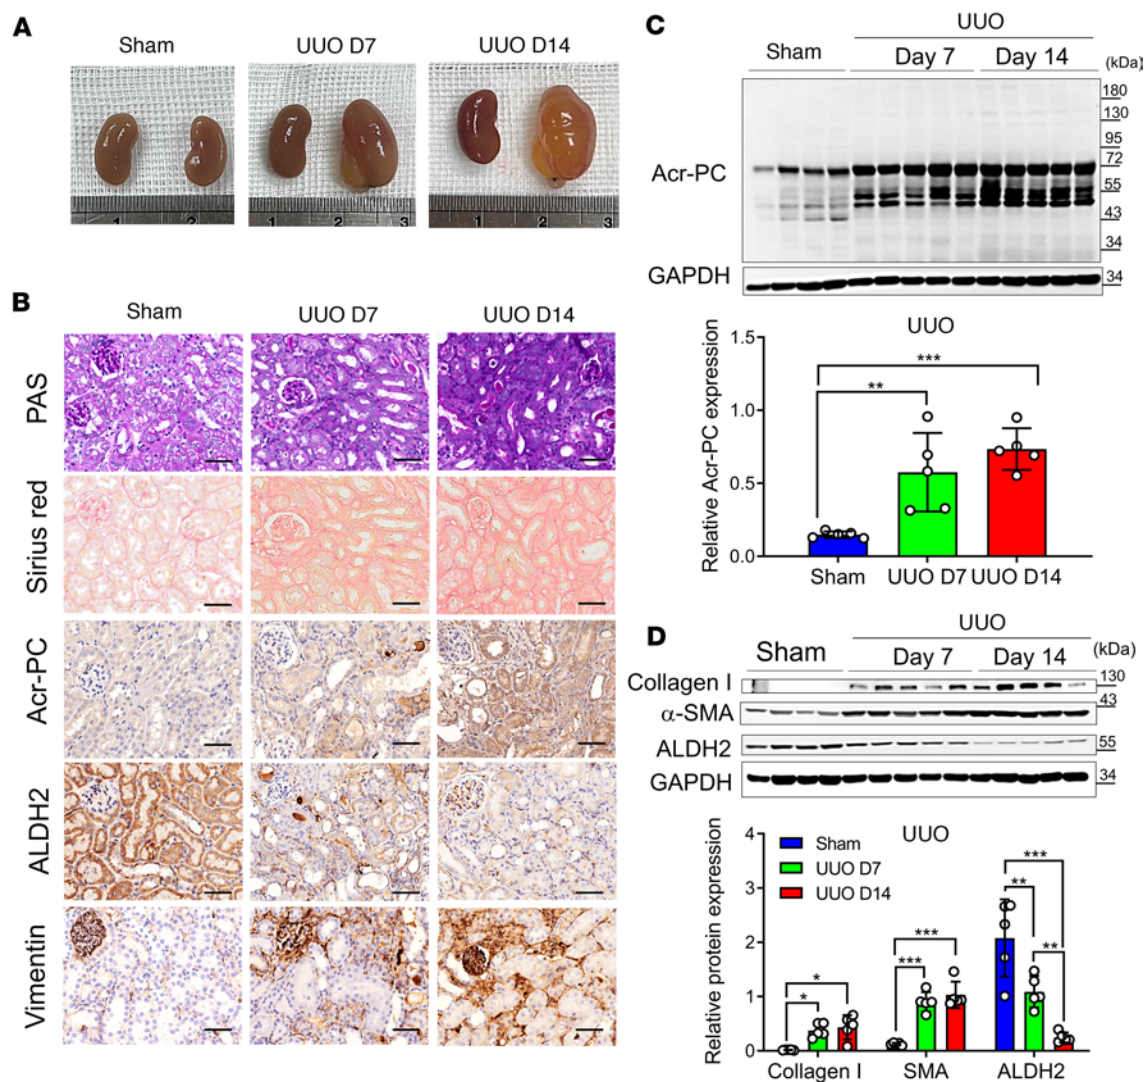 A
Sham
UUO D7
UUO D14
1 2
1 2 3
1 2 3
B
Sham
UUO D7
UUO D14
PAS
Sirius red
Acr-PC
ALDH2
Vimentin
C
UUO
Sham
Day 7
Day 14
(kDa)
180
130
95
72
55
43
34
Acr-PC
GAPDH
34
UUO
Relative Acr-PC expression
1.5
1.0
0.5
0.0
**
***
Sham
UUO D7
UUO D14
D
UUO
Sham
Day 7
Day 14
(kDa)
Collagen I
130
43
α-SMA
ALDH2
55
GAPDH
34
UUO
Relative protein expression
4
3
2
1
0
Sham
UUO D7
UUO D14
*
*
***
***
***
**
**
Collagen I
SMA
ALDH2